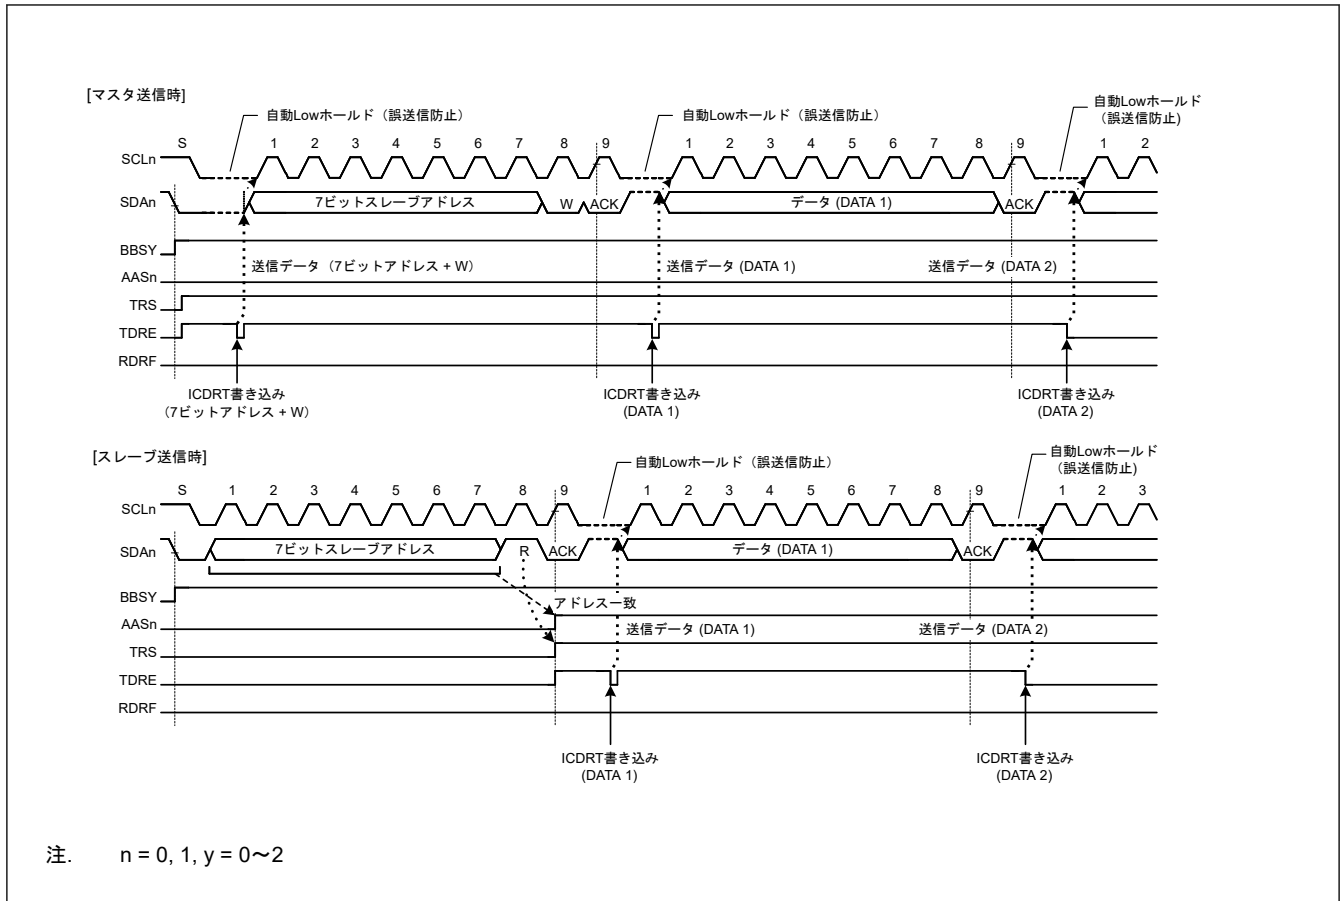 [マスタ送信時]
自動Lowホールド（誤送信防止）
自動Lowホールド（誤送信防止）
自動Lowホールド
（誤送信防止)
S 1 2 3 4 5 6 7 8 9 1 2 3 4 5 6 7 8 9 1 2
SCLn
SDAn 7ビットスレーブアドレス W ACK データ (DATA 1) ACK
BBSY
送信データ（7ビットアドレス + W） 送信データ (DATA 1) 送信データ (DATA 2)
AASn
TRS
TDRE
RDRF
ICDRT書き込み
（7ビットアドレス + W）
ICDRT書き込み
(DATA 1)
ICDRT書き込み
(DATA 2)
[スレーブ送信時]
自動Lowホールド（誤送信防止）
自動Lowホールド
（誤送信防止)
S 1 2 3 4 5 6 7 8 9 1 2 3 4 5 6 7 8 9 1 2 3
SCLn
SDAn 7ビットスレーブアドレス R ACK データ (DATA 1) ACK
BBSY
アドレス一致
AASn
送信データ (DATA 1) 送信データ (DATA 2)
TRS
TDRE
RDRF
ICDRT書き込み
(DATA 1)
ICDRT書き込み
(DATA 2)
注. n = 0, 1, y = 0～2